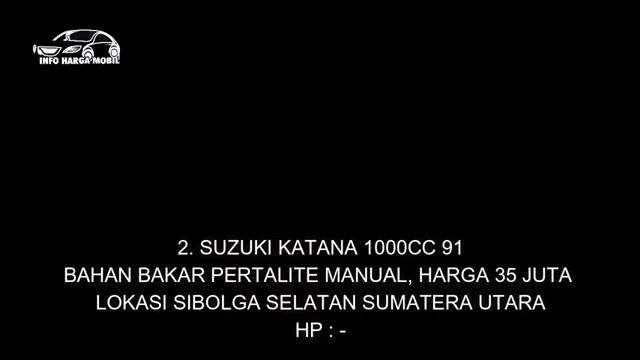 INFO HARGA MOBIL
2. SUZUKI KATANA 1000CC 91
BAHAN BAKAR PERTALITE MANUAL, HARGA 35 JUTA
LOKASI SIBOLGA SELATAN SUMATERA UTARA
HP : -